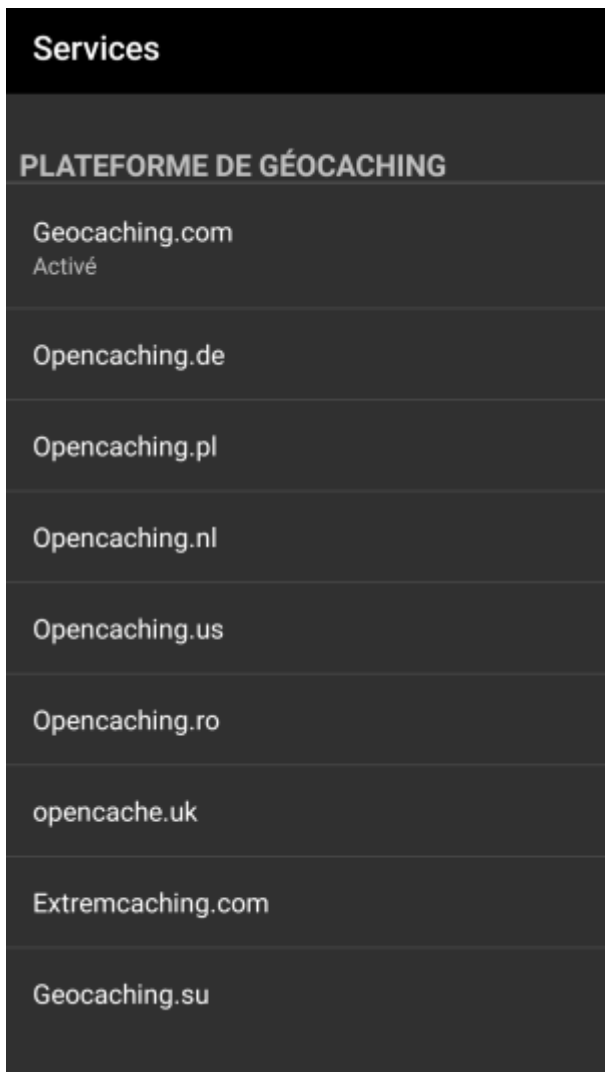 Services
PLATEFORME DE GÉOCACHING
Geocaching.com
Activé
Opencaching.de
Opencaching.pl
Opencaching.nl
Opencaching.us
Opencaching.ro
opencache.uk
Extremcaching.com
Geocaching.su